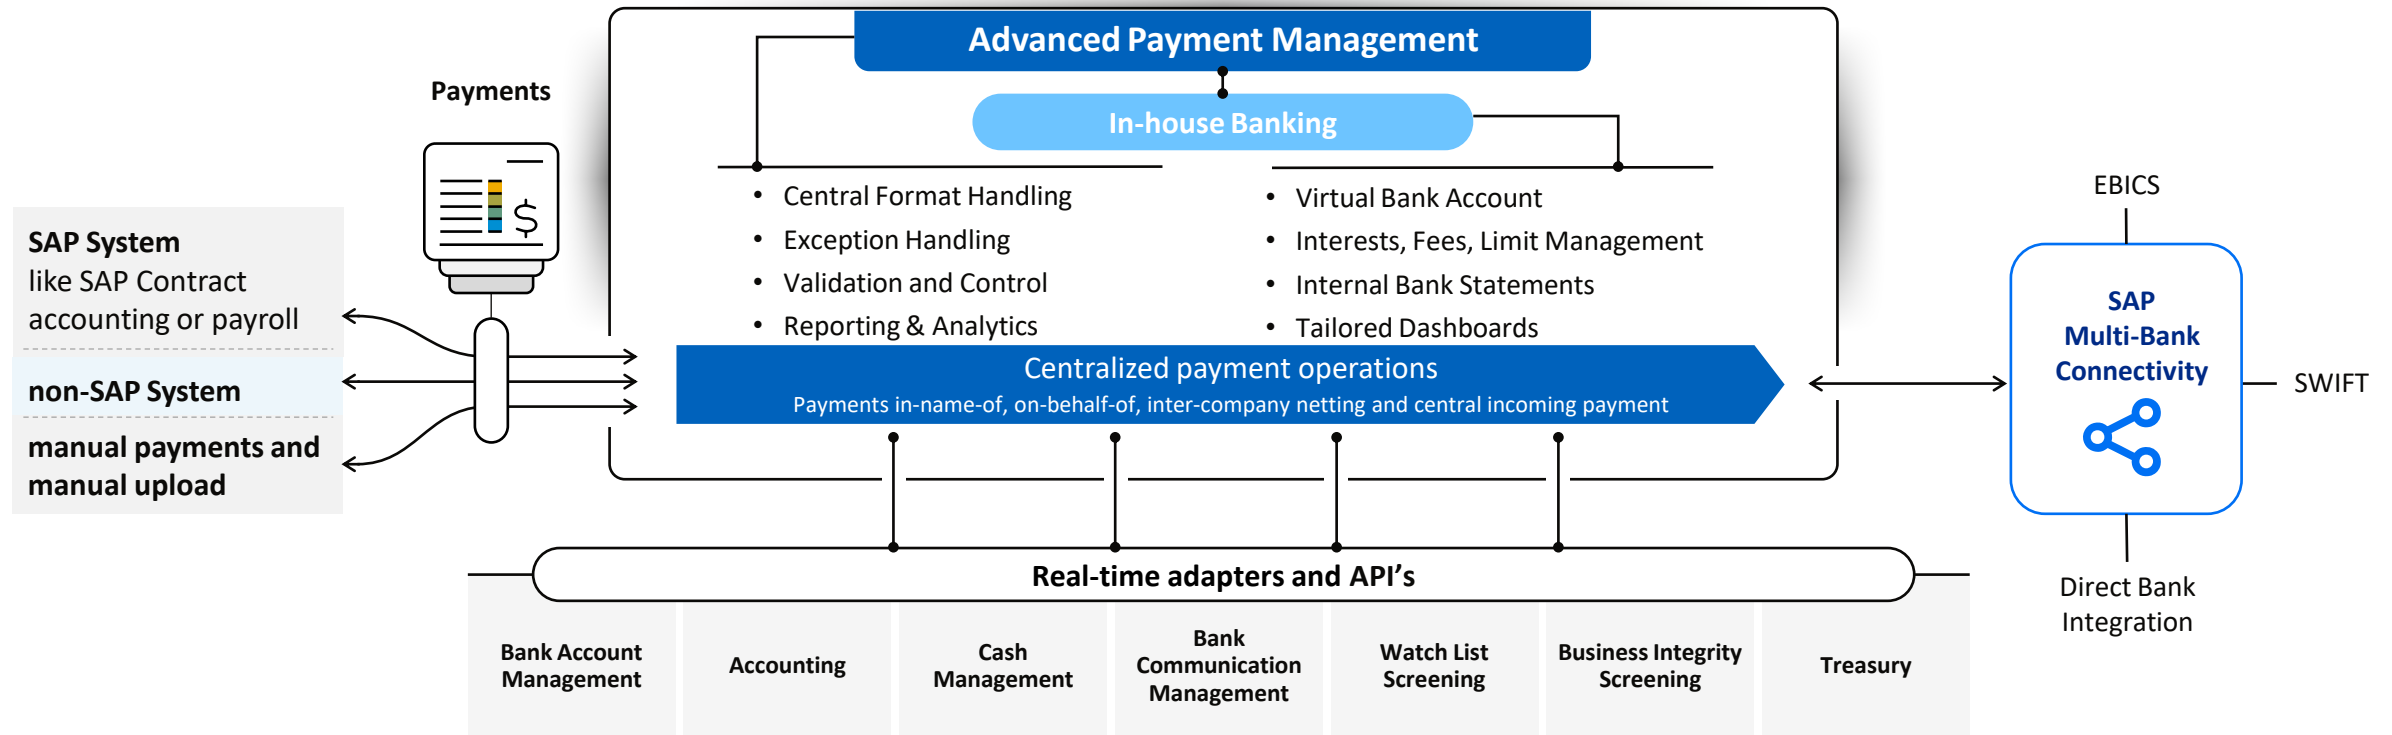 Advanced Payment Management
In-house Banking
Payments
$
SAP System
like SAP Contract
accounting or payroll
non-SAP System
manual payments and
manual upload
• Central Format Handling
• Exception Handling
• Validation and Control
• Reporting & Analytics
• Virtual Bank Account
• Interests, Fees, Limit Management
• Internal Bank Statements
• Tailored Dashboards
Centralized payment operations
Payments in-name-of, on-behalf-of, inter-company netting and central incoming payment
EBICS
SAP
Multi-Bank
Connectivity
SWIFT
Direct Bank
Integration
Real-time adapters and API’s
Bank Account
Management
Accounting
Cash
Management
Bank
Communication
Management
Watch List
Screening
Business Integrity
Screening
Treasury